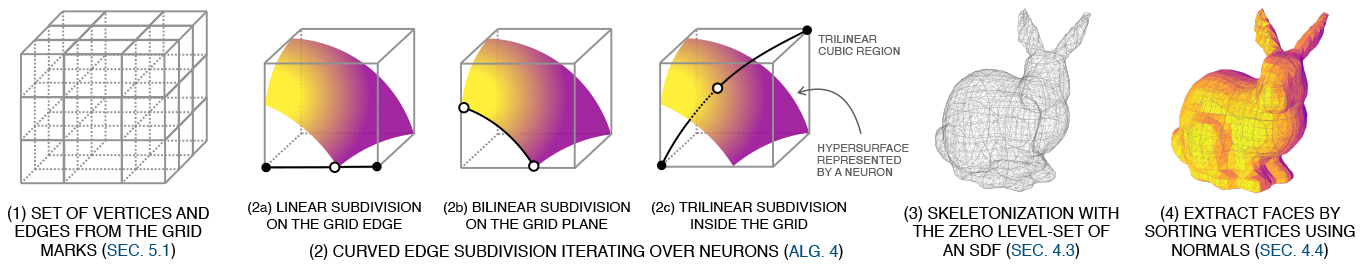 TRILINEAR
CUBIC REGION
HYPERSURFACE
REPRESENTED
BY A NEURON
(1) SET OF VERTICES AND
EDGES FROM THE GRID
MARKS (SEC. 5.1)
(2a) LINEAR SUBDIVISION
ON THE GRID EDGE
(2b) BILINEAR SUBDIVISION
ON THE GRID PLANE
(2c) TRILINEAR SUBDIVISION
INSIDE THE GRID
(2) CURVED EDGE SUBDIVISION ITERATING OVER NEURONS (ALG. 4)
(3) SKELETONIZATION WITH
THE ZERO LEVEL-SET OF
AN SDF (SEC. 4.3)
(4) EXTRACT FACES BY
SORTING VERTICES USING
NORMALS (SEC. 4.4)